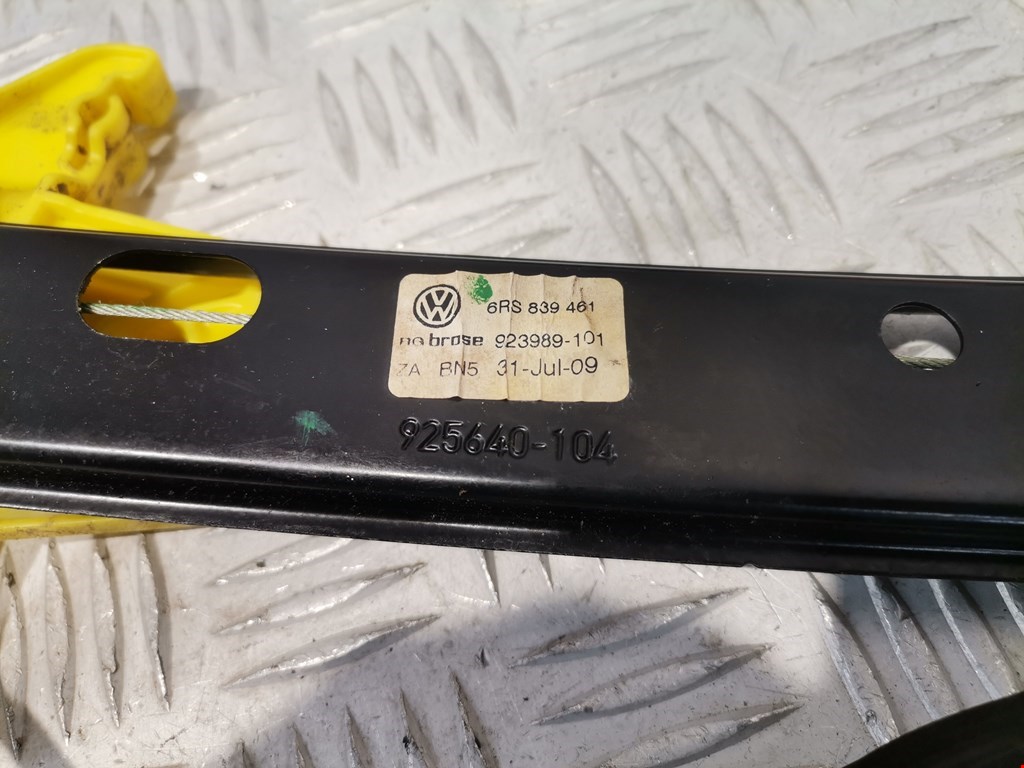 6RS 839 461
brose 923989-101
ZA BN5 31-Jul-09
925640-104